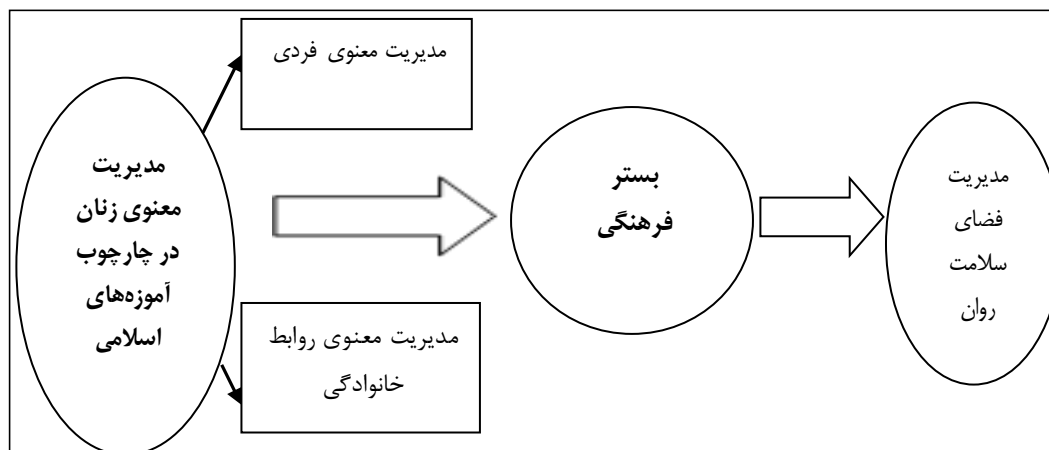 مدیریت معنوی فردی
مدیریت
معنوی زنان
در چارچوب
آموزه‌های
اسلامی
مدیریت معنوی روابط
خانوادگی
بستر
فرهنگی
مدیریت
فضای
سلامت
روان